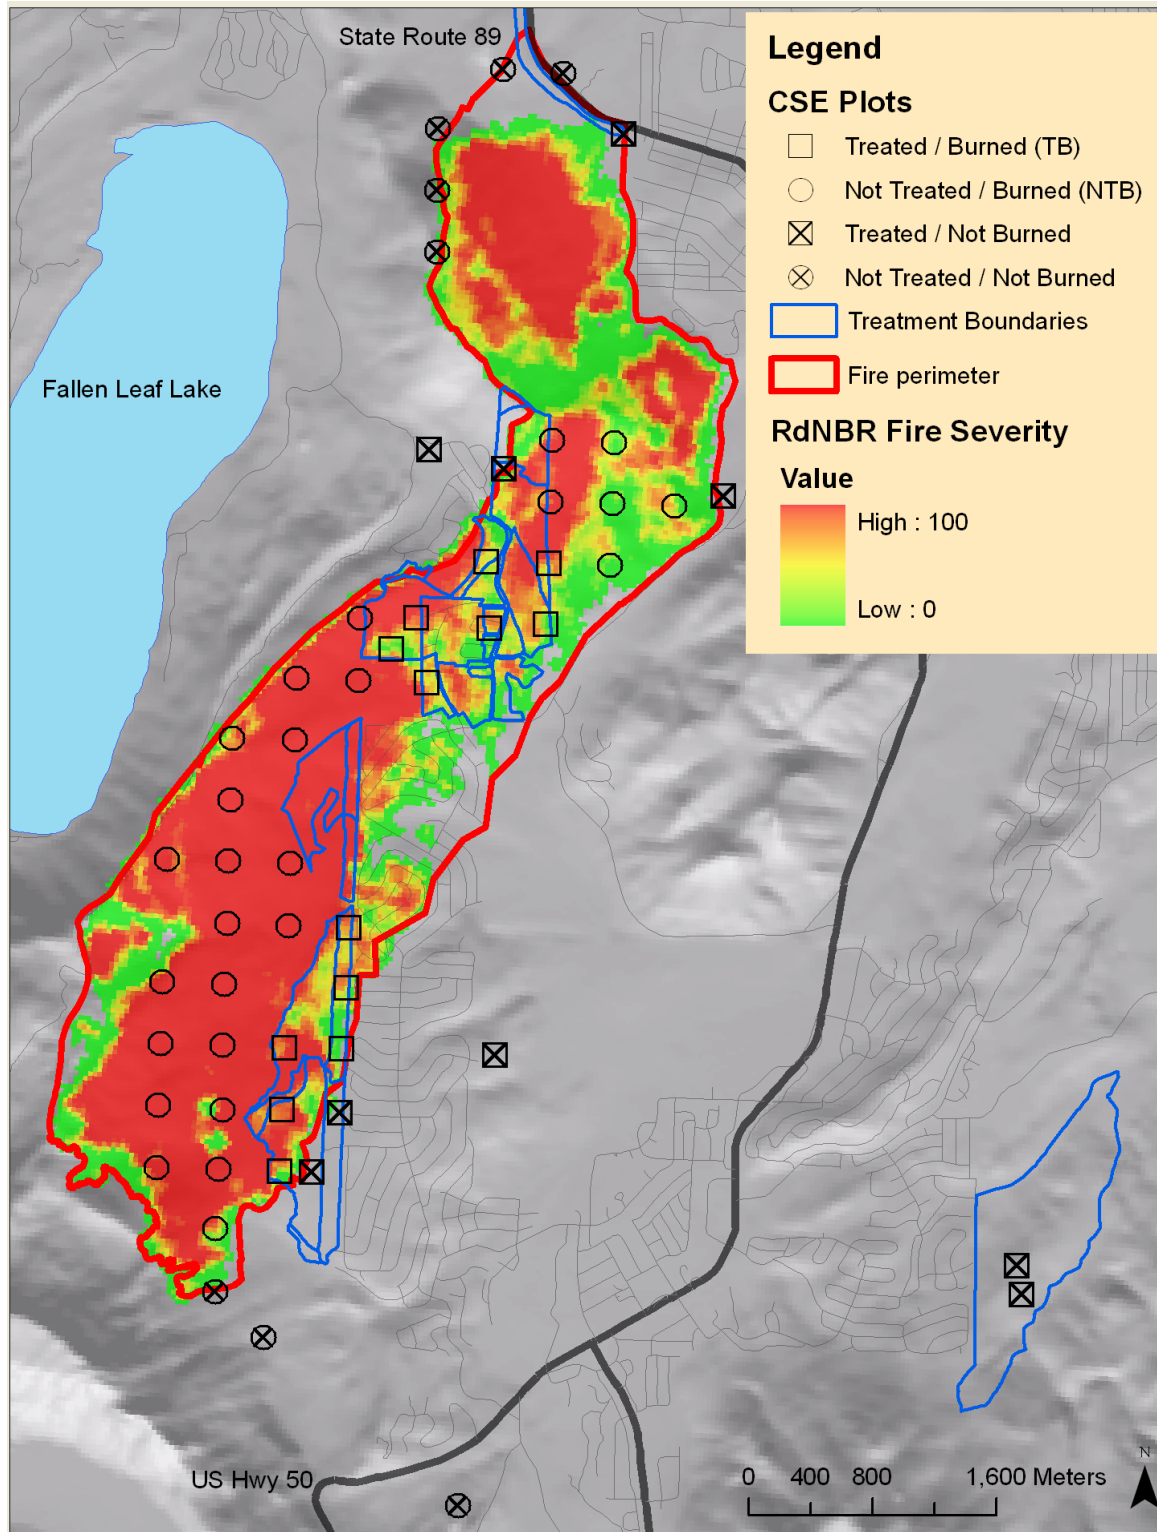 State Route 89
Legend
CSE Plots
Treated / Burned (TB)
Not Treated / Burned (NTB)
Treated / Not Burned
Not Treated / Not Burned
Treatment Boundaries
Fire perimeter
RdNBR Fire Severity
Value
High : 100
Low : 0
Fallen Leaf Lake
US Hwy 50
0 400 800 1,600 Meters
N